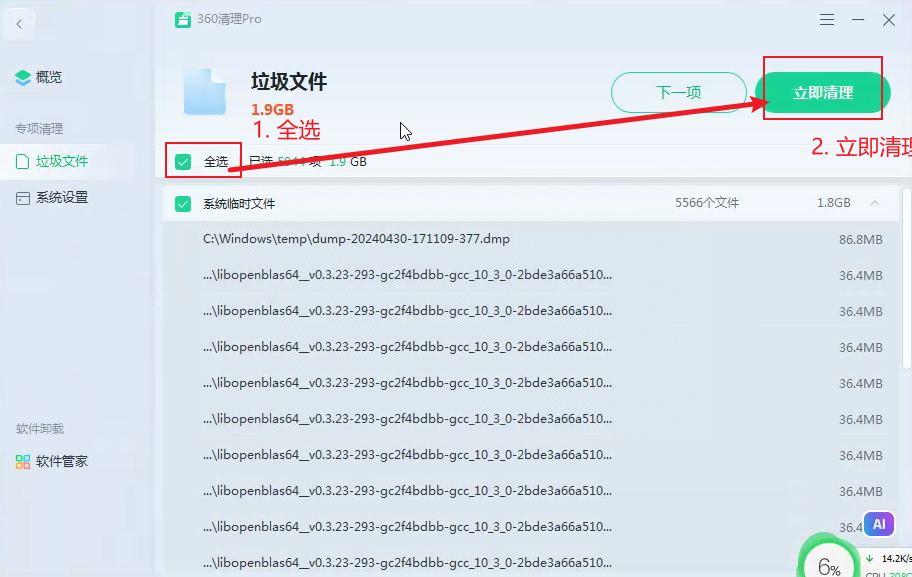 360清理Pro
概览
专项清理
垃圾文件
系统设置
软件卸载
软件管家
垃圾文件
1.9GB
下一项
立即清理
1. 全选
2. 立即清理
全选
已选 5944 项 1.9 GB
系统临时文件 5566个文件 1.8GB
C:\Windows\temp\dump-20240430-171109-377.dmp 86.8MB
...\libopenblas64__v0.3.23-293-gc2f4bdbb-gcc_10_3_0-2bde3a66a510... 36.4MB
...\libopenblas64__v0.3.23-293-gc2f4bdbb-gcc_10_3_0-2bde3a66a510... 36.4MB
...\libopenblas64__v0.3.23-293-gc2f4bdbb-gcc_10_3_0-2bde3a66a510... 36.4MB
...\libopenblas64__v0.3.23-293-gc2f4bdbb-gcc_10_3_0-2bde3a66a510... 36.4MB
...\libopenblas64__v0.3.23-293-gc2f4bdbb-gcc_10_3_0-2bde3a66a510... 36.4MB
...\libopenblas64__v0.3.23-293-gc2f4bdbb-gcc_10_3_0-2bde3a66a510... 36.4MB
...\libopenblas64__v0.3.23-293-gc2f4bdbb-gcc_10_3_0-2bde3a66a510... 36.4MB
...\libopenblas64__v0.3.23-293-gc2f4bdbb-gcc_10_3_0-2bde3a66a510... 36.4
...\libopenblas64__v0.3.23-293-gc2f4bdbb-gcc_10_3_0-2bde3a66a510...
AI
6%
14.2K/s
CPU